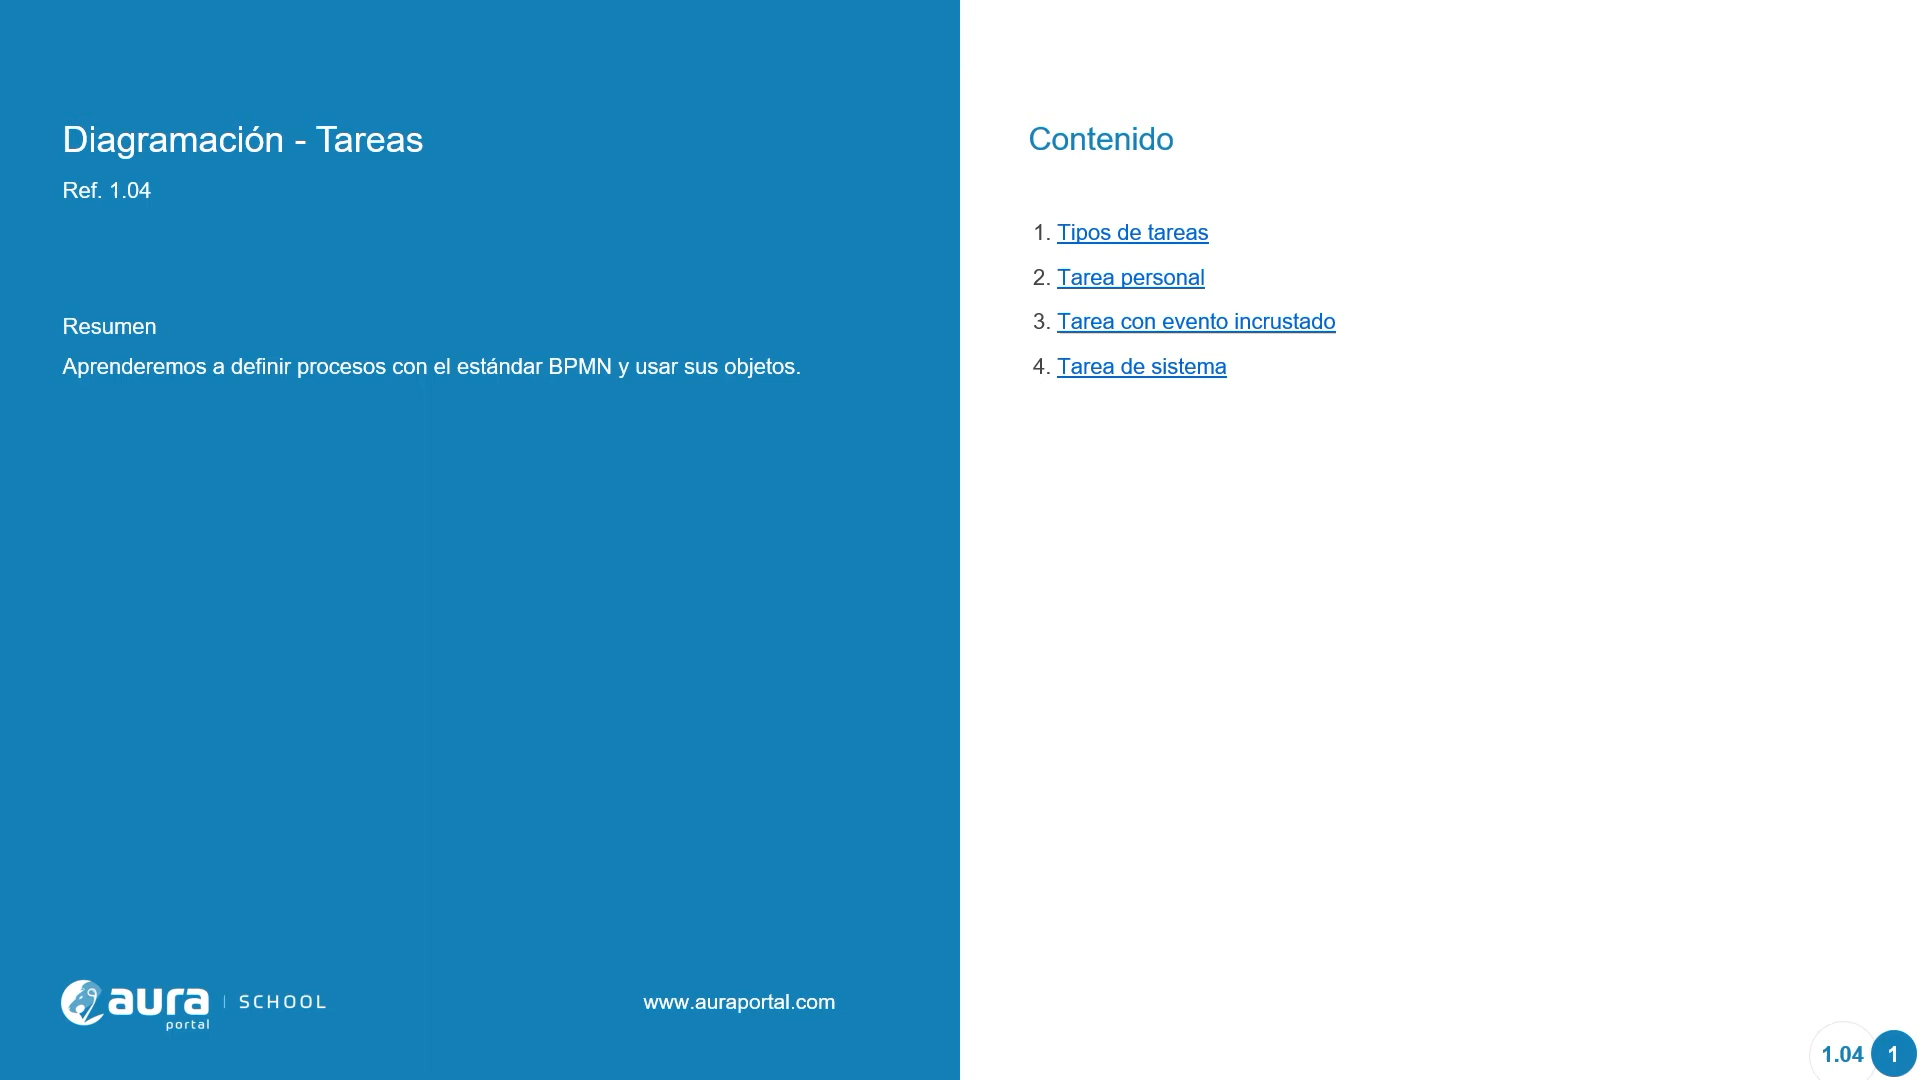 Diagramación - Tareas
Ref. 1.04
Resumen
Aprenderemos a definir procesos con el estándar BPMN y usar sus objetos.
aura
portal
SCHOOL
www.auraportal.com
Contenido
1. Tipos de tareas
2. Tarea personal
3. Tarea con evento incrustado
4. Tarea de sistema
1.04
1